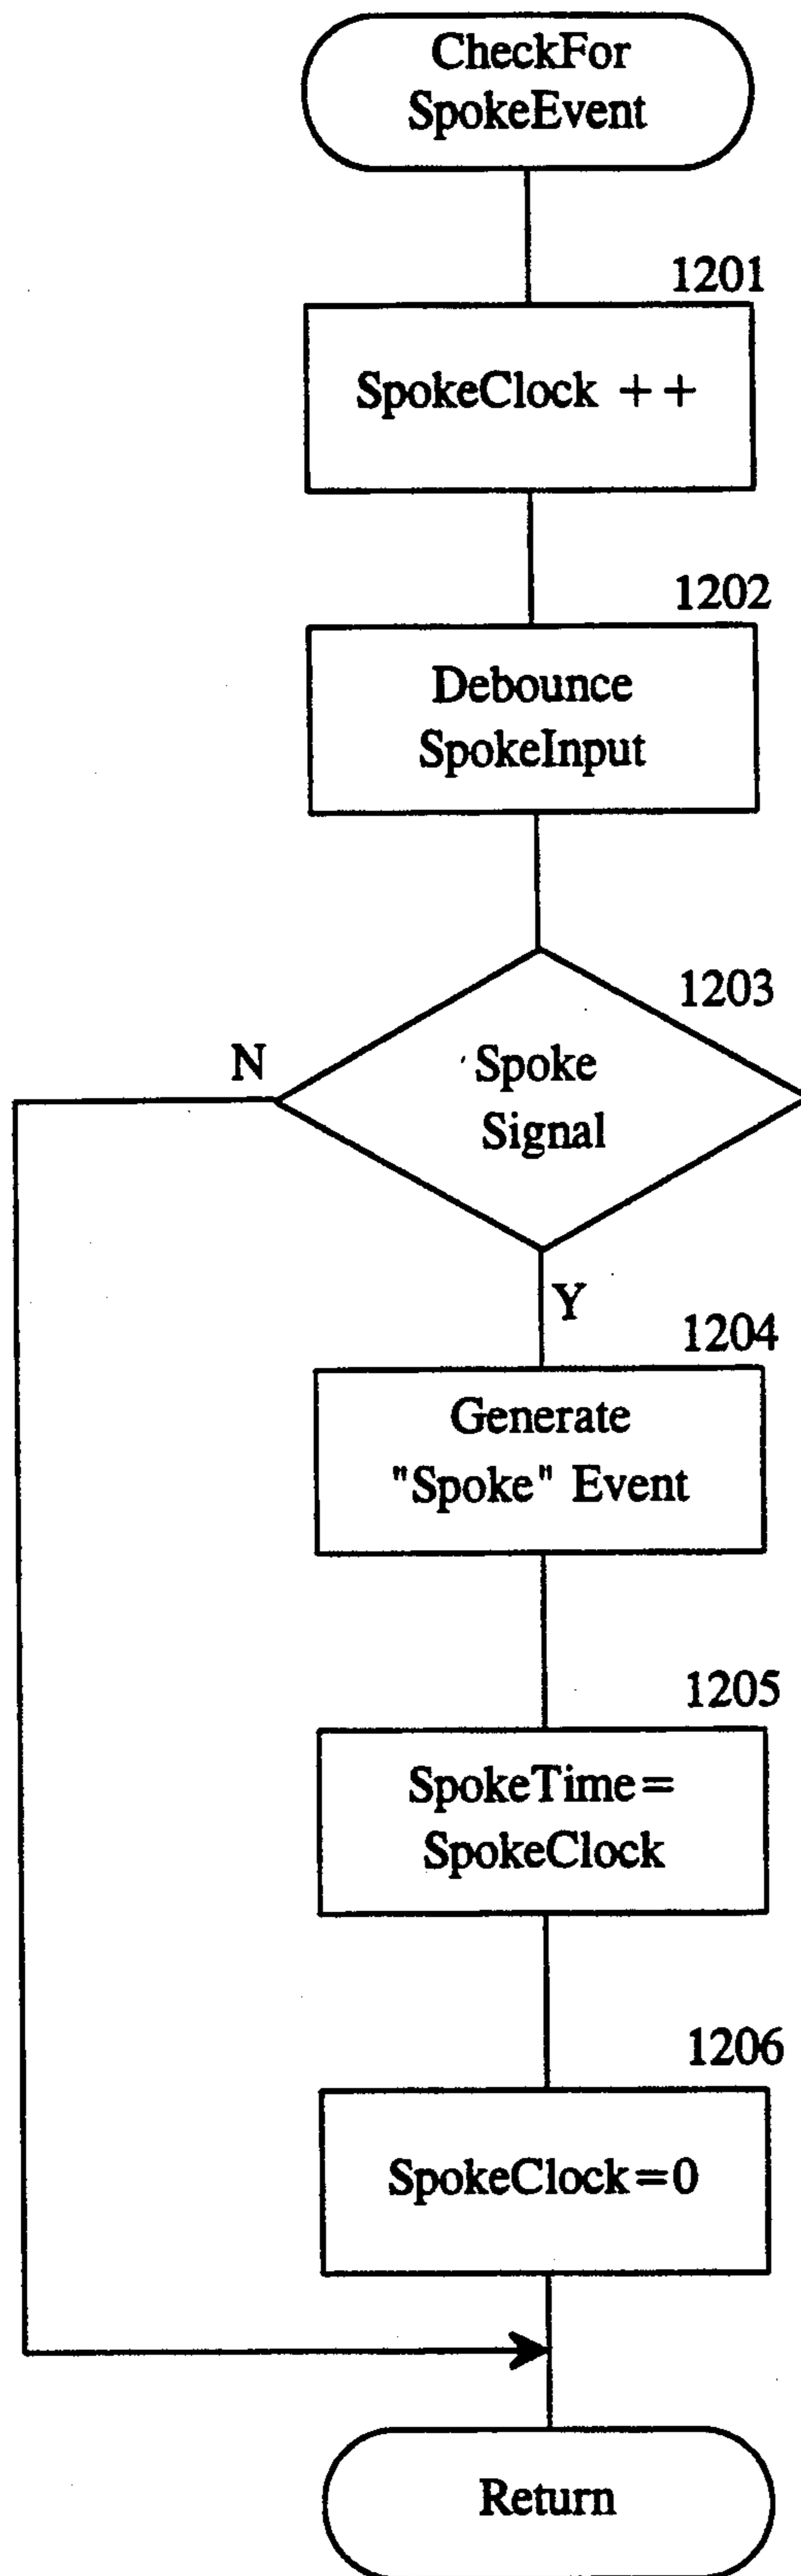 CheckFor
SpokeEvent
1201
SpokeClock ++
1202
Debounce
SpokeInput
1203
N
Spoke
Signal
Y
1204
Generate
"Spoke" Event
1205
SpokeTime=
SpokeClock
1206
SpokeClock=0
Return